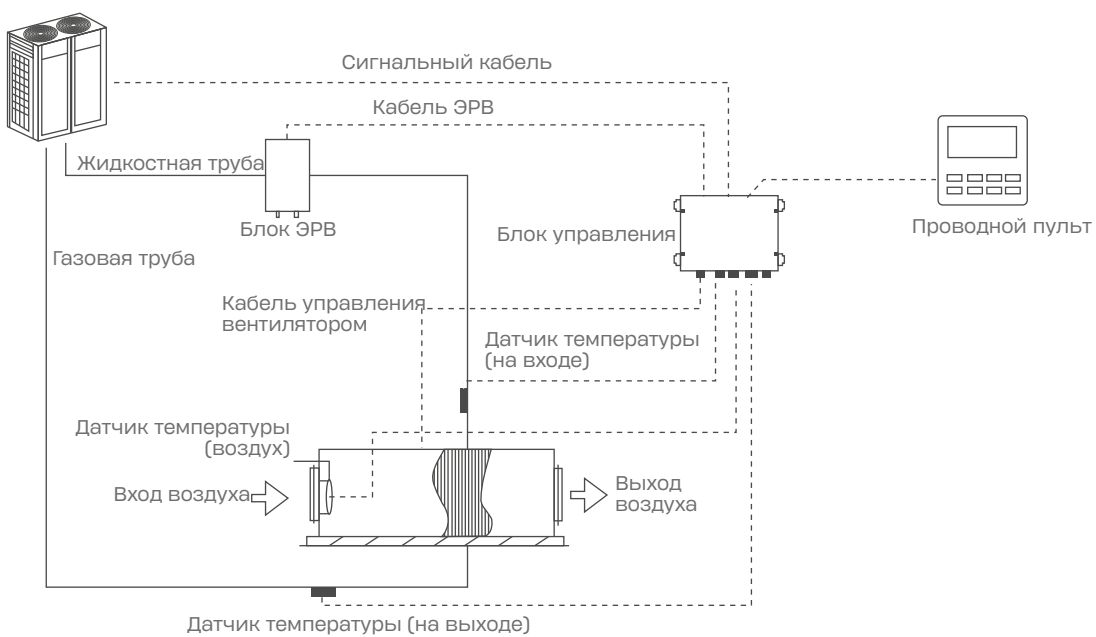 Сигнальный кабель
Кабель ЭРВ
Жидкостная труба
Блок ЭРВ
Блок управления
Проводной пульт
Газовая труба
Кабель управления
вентилятором
Датчик температуры
(на входе)
Датчик температуры
(воздух)
Вход воздуха
Выход
воздуха
Датчик температуры (на выходе)